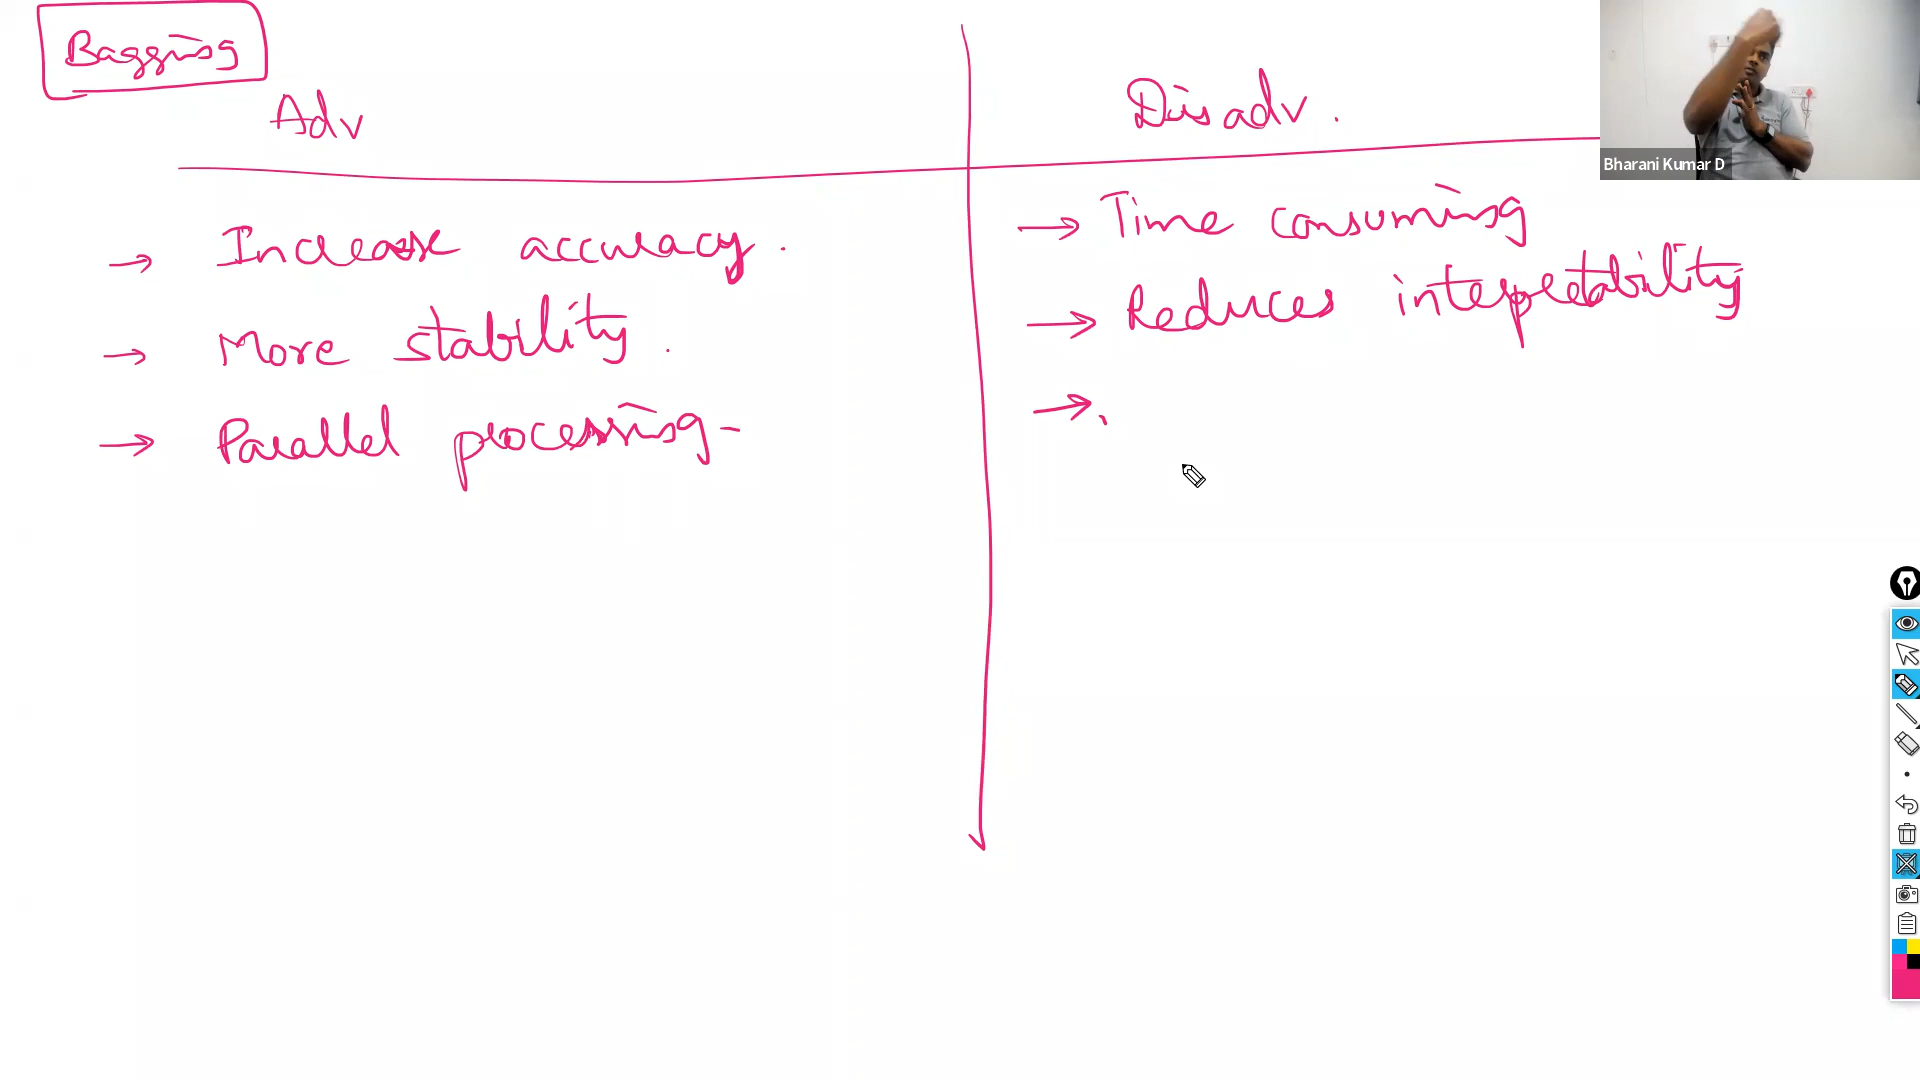 Bagging
Adv
Disadv.
→ Increase accuracy.
→ More stability.
→ Parallel processing-
→ Time consuming
→ Reduces interpretability
→
Bharani Kumar D